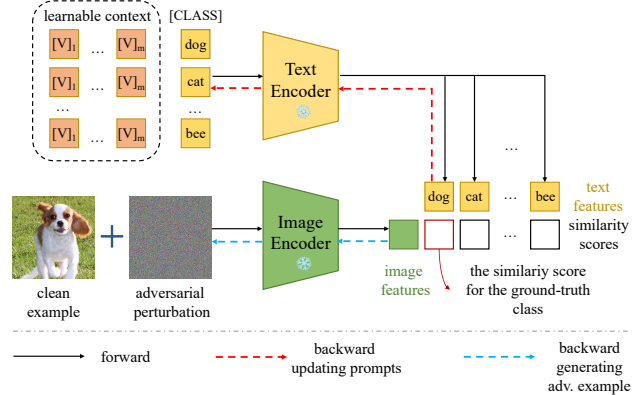 learnable context [CLASS]
[V]1 … [V]m dog
[V]1 … [V]m cat
… …
[V]1 … [V]m bee
Text
Encoder
…
dog cat … bee
text
features
similarity
scores
…
Image
Encoder
image
features
the similariy score
for the ground-truth
class
clean
example
adversarial
perturbation
forward
backward
updating prompts
backward
generating
adv. example